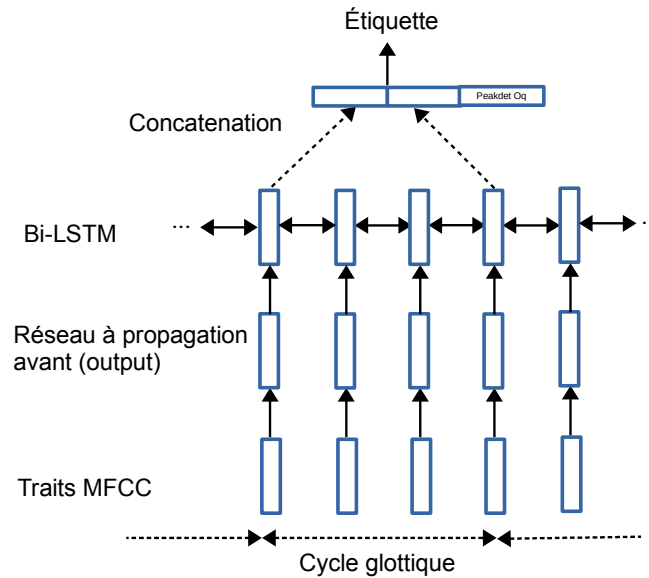 Étiquette
Peakdet Oq
Concatenation
...
Bi-LSTM
Réseau à propagation
avant (output)
Traits MFCC
Cycle glottique